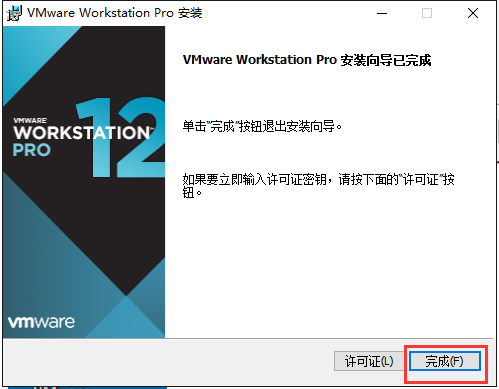 VMware Workstation Pro 安装
VMware Workstation Pro 安装向导已完成
VMWARE
WORKSTATION
PRO 12
单击"完成"按钮退出安装向导。
如果要立即输入许可证密钥，请按下面的"许可证"按
钮。
vmware
许可证(L)
完成(F)